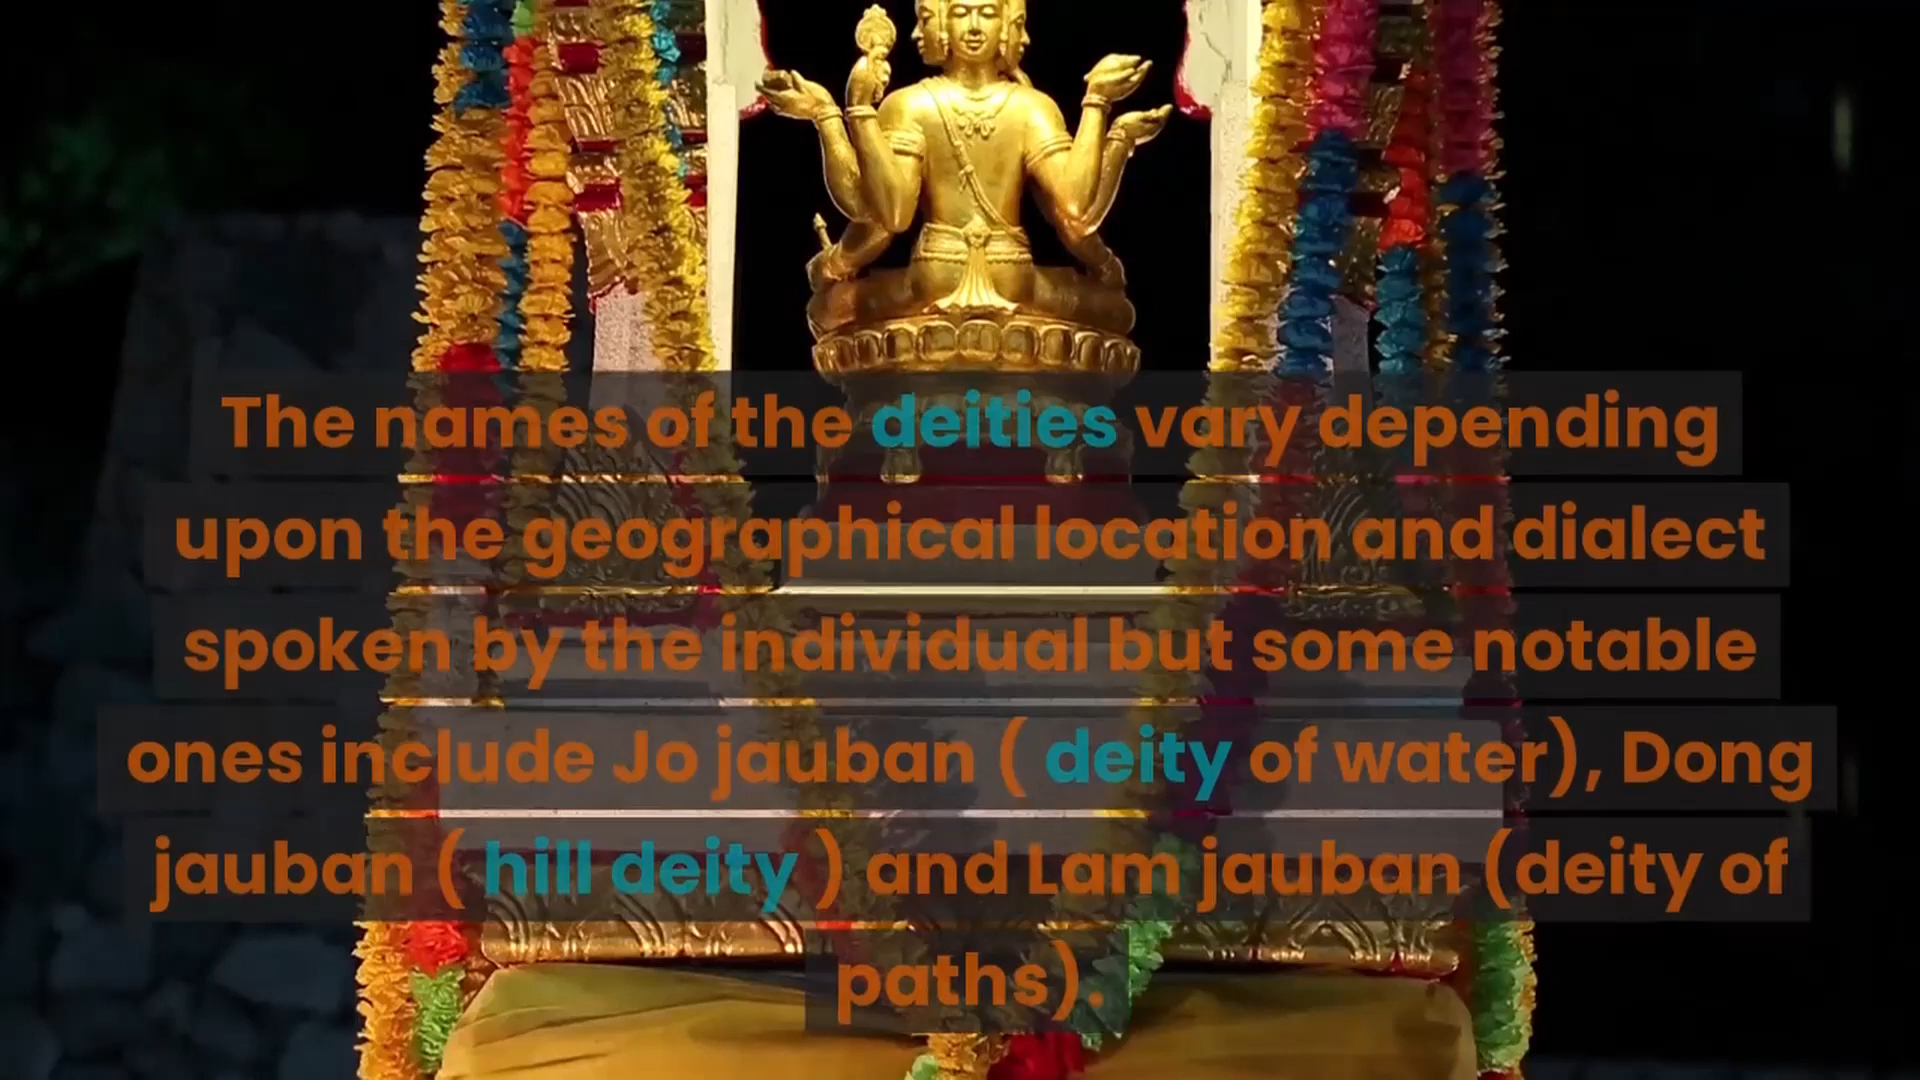 The names of the deities vary depending
upon the geographical location and dialect
spoken by the individual but some notable
ones include Jo jauban ( deity of water), Dong
jauban ( hill deity ) and Lam jauban (deity of
paths).